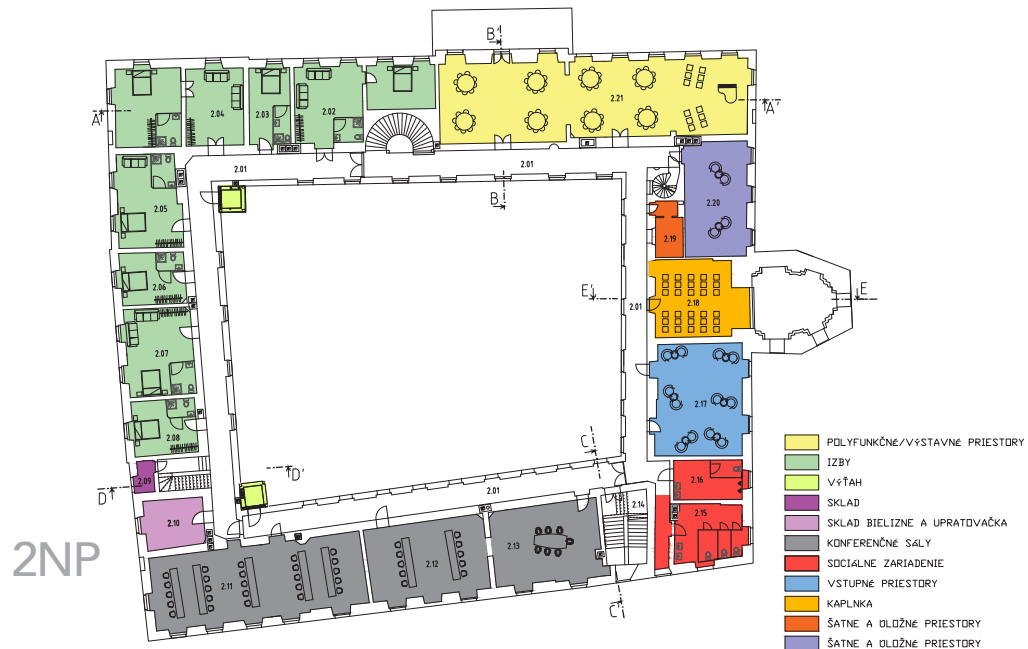 B'
A
A'
2.04
2.03
2.02
2.21
2.01
2.01
B
2.05
2.20
2.19
2.06
E'
2.18
E
2.01
2.07
2.17
2.08
C
POLYFUNKČNÉ/VÝSTAVNÉ PRIESTORY
IZBY
VÝŤAH
SKLAD
SKLAD BIELIZNE A UPRATOVAČKA
KONFERENČNÉ SÁLY
SOCIÁLNE ZARIADENIE
VSTUPNÉ PRIESTORY
KAPLNKA
ŠATNE A ÚLOŽNÉ PRIESTORY
ŠATNE A ÚLOŽNÉ PRIESTORY
2.09
D
D'
2.16
2.01
2.14
2.10
2.15
2NP
2.13
2.12
2.11
C'